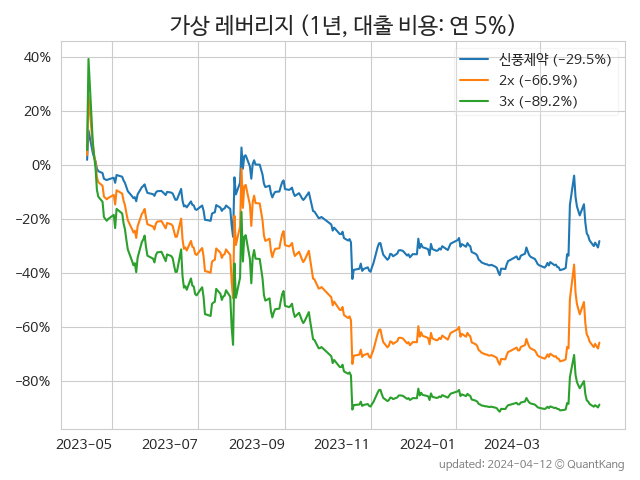 가상 레버리지 (1년, 대출 비용: 연 5%)
신풍제약 (−29.5%)
2x (−66.9%)
3x (−89.2%)
40%
20%
0%
−20%
−40%
−60%
−80%
2023-05 2023-07 2023-09 2023-11 2024-01 2024-03
updated: 2024-04-12 © QuantKang